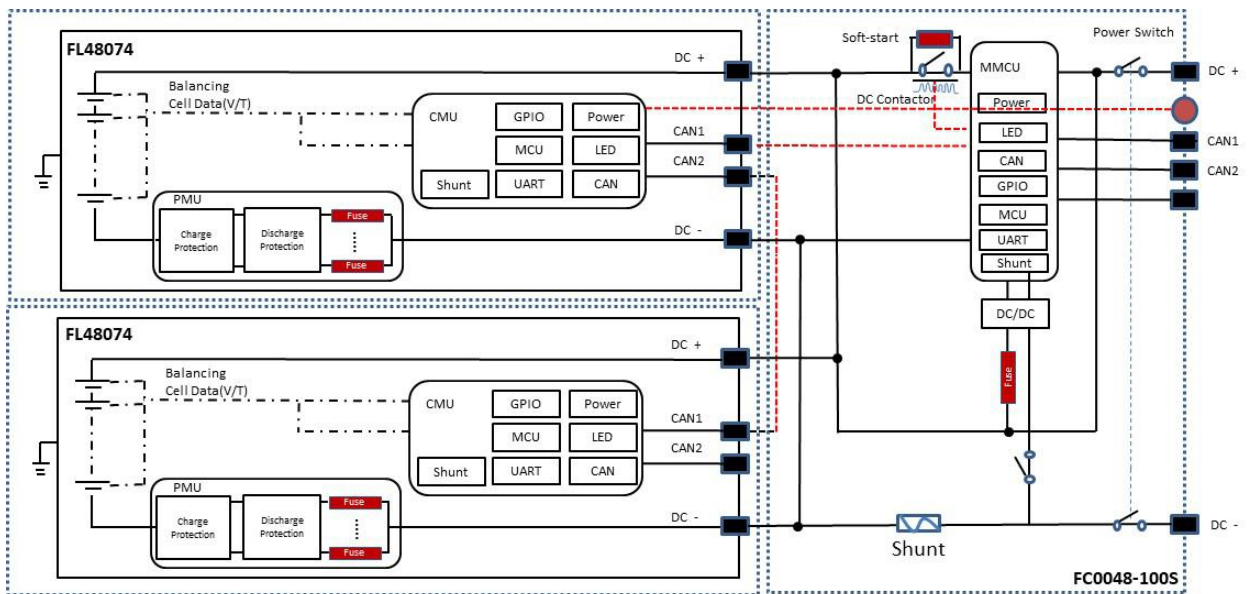 FL48074
DC +
Balancing
Cell Data(V/T)
CMU
GPIO
Power
MCU
LED
Shunt
UART
CAN
CAN1
CAN2
PMU
Charge
Protection
Discharge
Protection
Fuse
Fuse
DC -
FL48074
DC +
Balancing
Cell Data(V/T)
CMU
GPIO
Power
MCU
LED
Shunt
UART
CAN
CAN1
CAN2
PMU
Charge
Protection
Discharge
Protection
Fuse
Fuse
DC -
Soft-start
DC Contactor
MMCU
Power
LED
CAN
GPIO
MCU
UART
Shunt
DC/DC
Fuse
Power Switch
DC +
CAN1
CAN2
Shunt
DC -
FC0048-100S